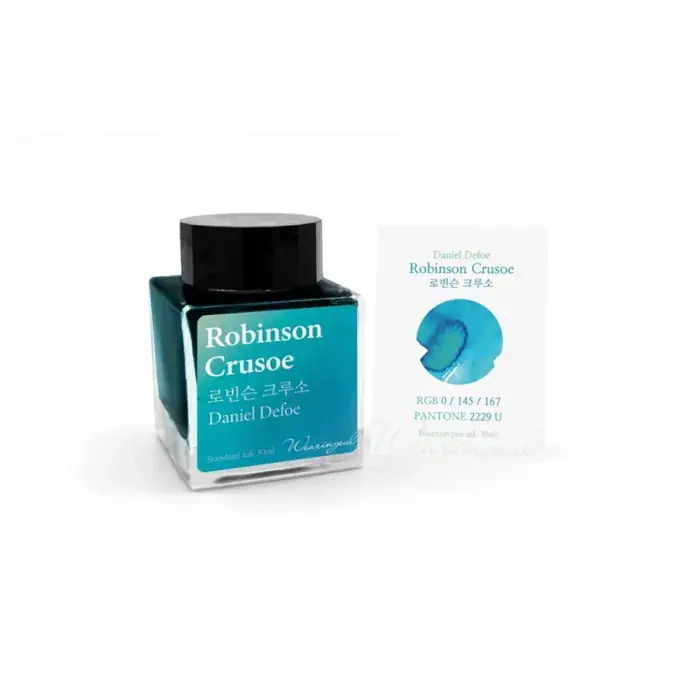 Robinson
Crusoe
로빈슨 크루소
Daniel Defoe
Standard Ink 30ml
Wearingeul
Daniel Defoe
Robinson Crusoe
로빈슨 크루소
RGB 0 / 145 / 167
PANTONE 2229 U
Fountain pen ink 30ml